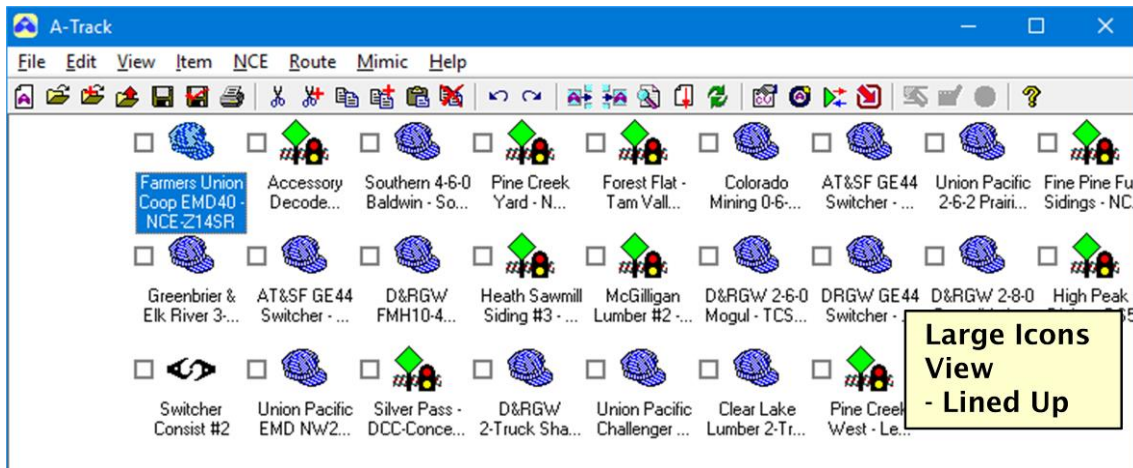 A-Track
File Edit View Item NCE Route Mimic Help
Farmers Union Accessory Southern 4-6-0 Pine Creek Forest Flat - Colorado AT&SF GE44 Union Pacific Fine Pine Fu
Coop EMD40 - Decode... Baldwin - So... Yard - N... Tam Vall... Mining 0-6-... Switcher - ... 2-6-2 Prairi... Sidings - NC.
NCE-Z14SR
Greenbrier & AT&SF GE44 D&RGW Heath Sawmill McGilligan D&RGW 2-6-0 DRGW GE44 D&RGW 2-8-0 High Peak
Elk River 3-... Switcher - ... FMH10-4... Siding #3 - ... Lumber #2 -... Mogul - TCS... Switcher - 
Large Icons
View
- Lined Up
Switcher Union Pacific Silver Pass - D&RGW Union Pacific Clear Lake Pine Creek
Consist #2 EMD NW2... DCC-Conce... 2-Truck Sha... Challenger ... Lumber 2-Tr... West - Le...